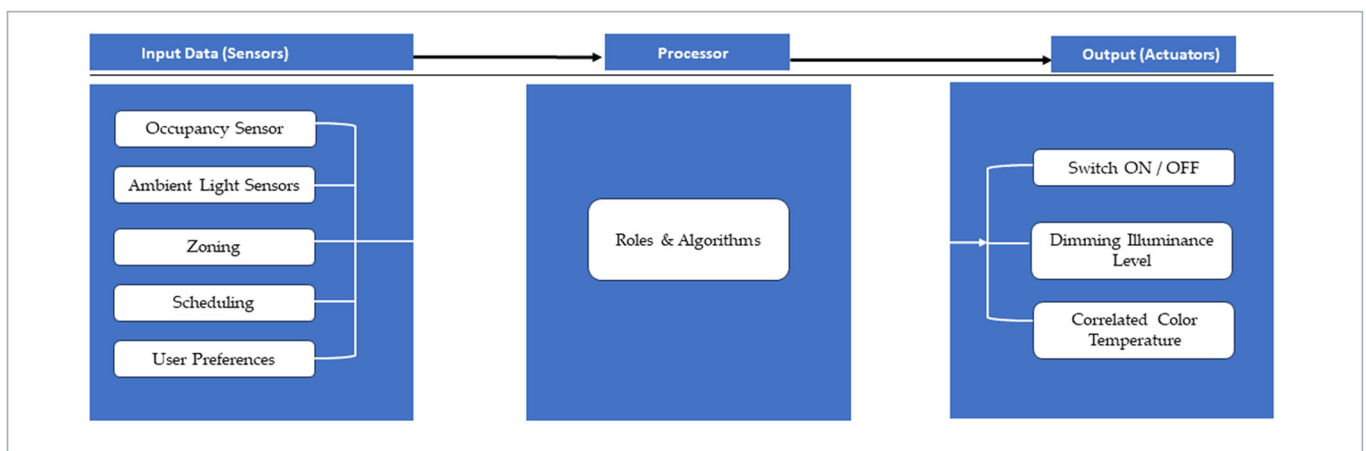 Input Data (Sensors)
Processor
Output (Actuators)
Occupancy Sensor
Ambient Light Sensors
Zoning
Scheduling
User Preferences
Roles & Algorithms
Switch ON / OFF
Dimming Illuminance
Level
Correlated Color
Temperature